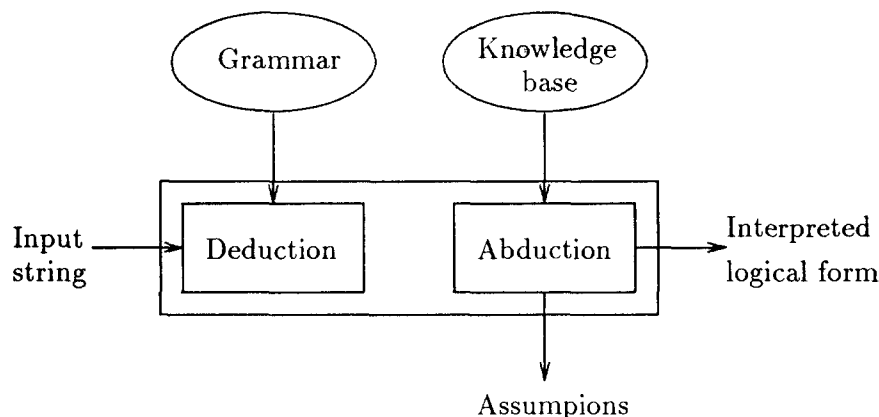 Grammar
Knowledge
base
Input
string
Deduction
Abduction
Interpreted
logical form
Assumpions